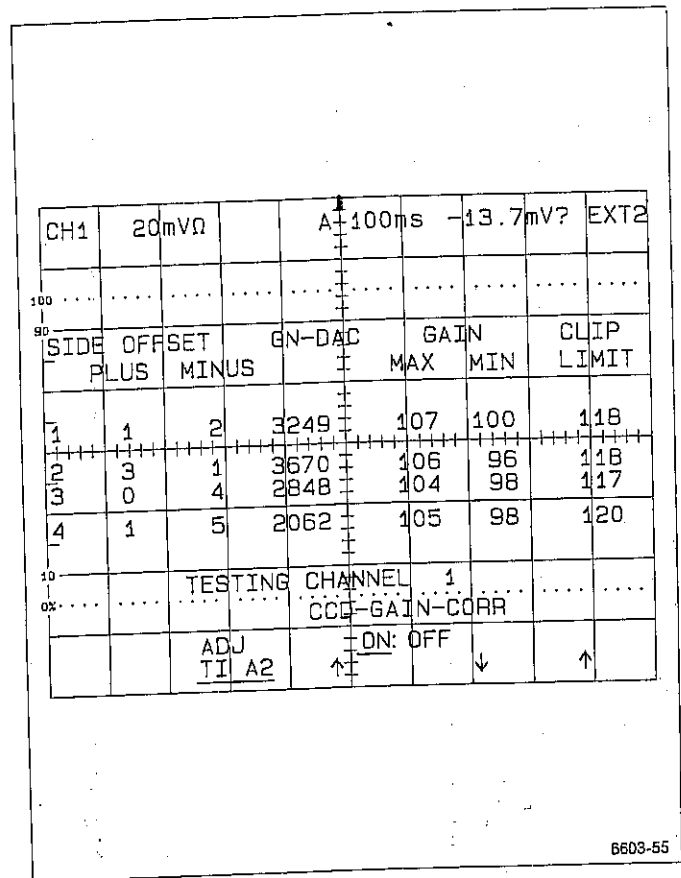 CH1 20mVΩ A 100ms -13.7mV? EXT2
100
90
SIDE OFFSET GN-DAC GAIN CLIP
PLUS MINUS MAX MIN LIMIT
1 1 2 3249 107 100 118
2 3 1 3670 106 96 118
3 0 4 2848 104 98 117
4 1 5 2062 105 98 120
10
TESTING CHANNEL 1
0%
CCD-GAIN-CORR
ADJ ON: OFF
TI A2 ↑ ↓ ↑
6603-55